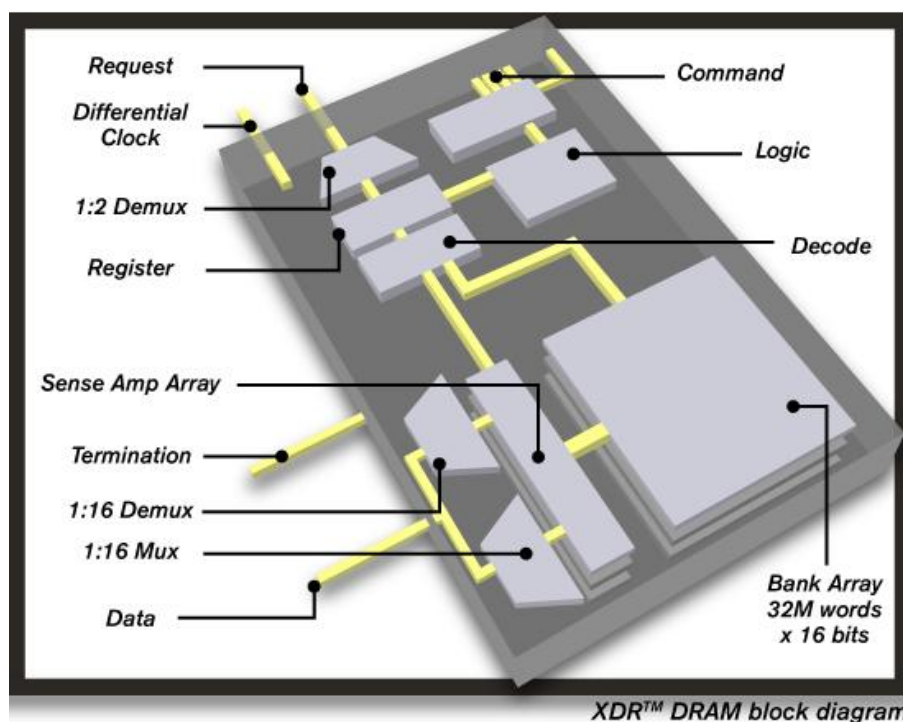 Request
Command
Differential
Clock
Logic
1:2 Demux
Decode
Register
Sense Amp Array
Termination
1:16 Demux
1:16 Mux
Bank Array
32M words
x 16 bits
Data
XDR™ DRAM block diagram